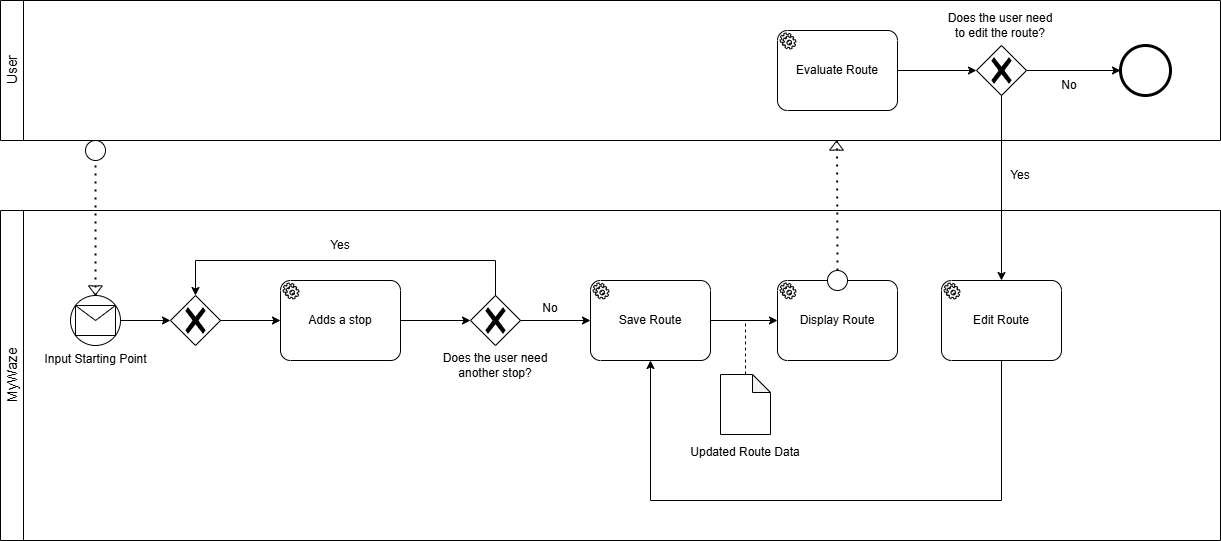 User
Does the user need
to edit the route?
Evaluate Route
No
Yes
MyWaze
Yes
Input Starting Point
Adds a stop
Does the user need
another stop?
No
Save Route
Display Route
Edit Route
Updated Route Data